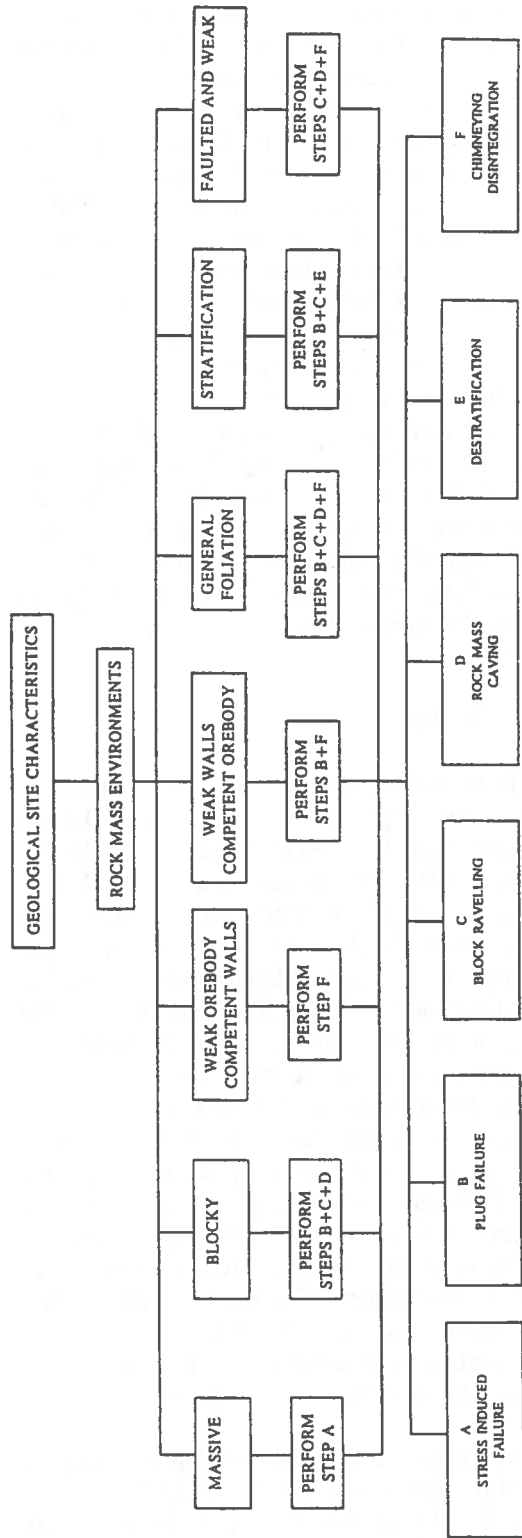 GEOLOGICAL SITE CHARACTERISTICS
ROCK MASS ENVIRONMENTS
MASSIVE
BLOCKY
WEAK OREBODY
COMPETENT WALLS
WEAK WALLS
COMPETENT OREBODY
GENERAL
FOLIATION
STRATIFICATION
FAULTED AND WEAK
PERFORM
STEP A
PERFORM
STEPS B+C+D
PERFORM
STEP F
PERFORM
STEPS B+F
PERFORM
STEPS B+C+D+F
PERFORM
STEPS B+C+E
PERFORM
STEPS C+D+F
A
STRESS INDUCED
FAILURE
B
PLUG FAILURE
C
BLOCK RAVELLING
D
ROCK MASS
CAVING
E
DESTRATIFICATION
F
CHIMNEYING
DISINTEGRATION